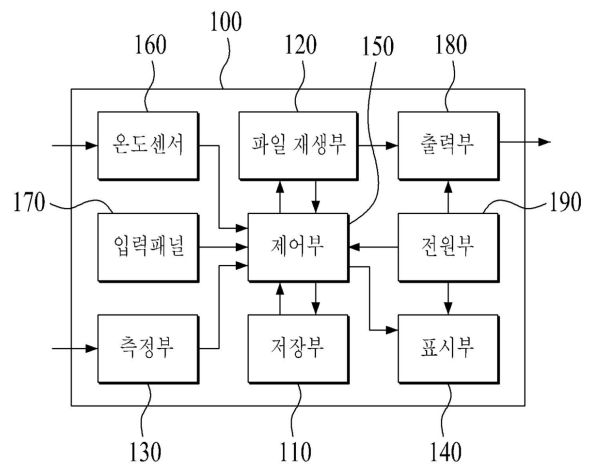 100
160
120
150
180
온도센서
파일 재생부
출력부
170
입력패널
제어부
전원부
190
측정부
저장부
표시부
130
110
140